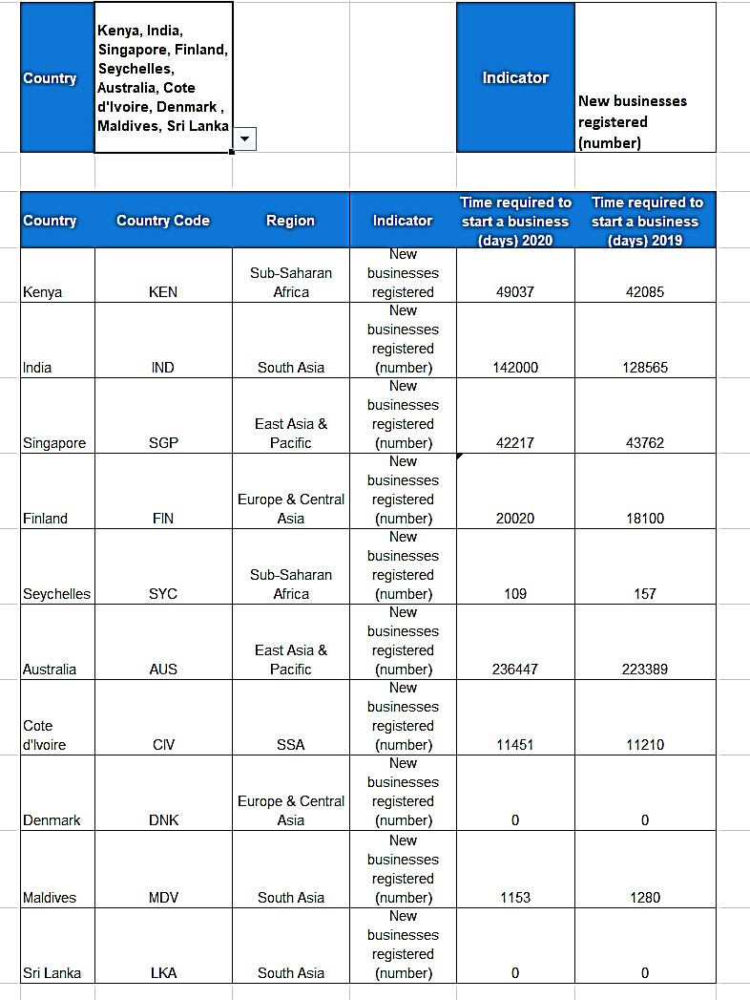 Country
Kenya, India,
Singapore, Finland,
Seychelles,
Australia, Cote
d'Ivoire, Denmark ,
Maldives, Sri Lanka
Indicator
New businesses
registered
(number)
Country
Country Code
Region
Indicator
Time required to
start a business
(days) 2020
Time required to
start a business
(days) 2019
Kenya
KEN
Sub-Saharan
Africa
New
businesses
registered
49037
42085
India
IND
South Asia
New
businesses
registered
(number)
142000
128565
Singapore
SGP
East Asia &
Pacific
New
businesses
registered
(number)
42217
43762
Finland
FIN
Europe & Central
Asia
New
businesses
registered
(number)
20020
18100
Seychelles
SYC
Sub-Saharan
Africa
New
businesses
registered
(number)
109
157
Australia
AUS
East Asia &
Pacific
New
businesses
registered
(number)
236447
223389
Cote
d'Ivoire
CIV
SSA
New
businesses
registered
(number)
11451
11210
Denmark
DNK
Europe & Central
Asia
New
businesses
registered
(number)
0
0
Maldives
MDV
South Asia
New
businesses
registered
(number)
1153
1280
Sri Lanka
LKA
South Asia
New
businesses
registered
(number)
0
0